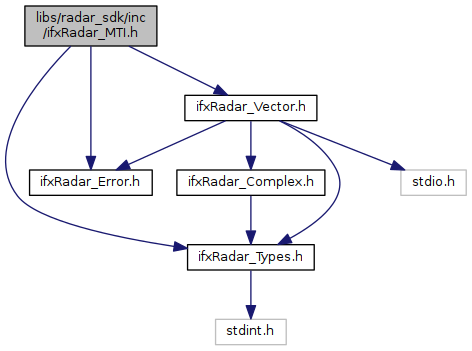 libs/radar_sdk/inc
/ifxRadar_MTI.h
ifxRadar_Vector.h
ifxRadar_Error.h
ifxRadar_Complex.h
stdio.h
ifxRadar_Types.h
stdint.h